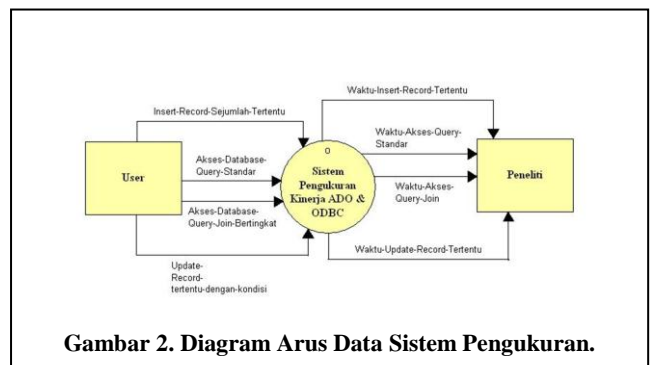 Waktu-Insert-Record-Tertentu
Insert-Record-Sejumlah-Tertentu
User
Akses-Database-
Query-Standar
Akses-Database-
Query-Join-Bertingkat
Update-
Record-
tertentu-dengan-kondisi
0
Sistem
Pengukuran
Kinerja ADO &
ODBC
Waktu-Akses-Query-
Standar
Waktu-Akses-
Query-Join
Waktu-Update-Record-Tertentu
Peneliti
Gambar 2. Diagram Arus Data Sistem Pengukuran.